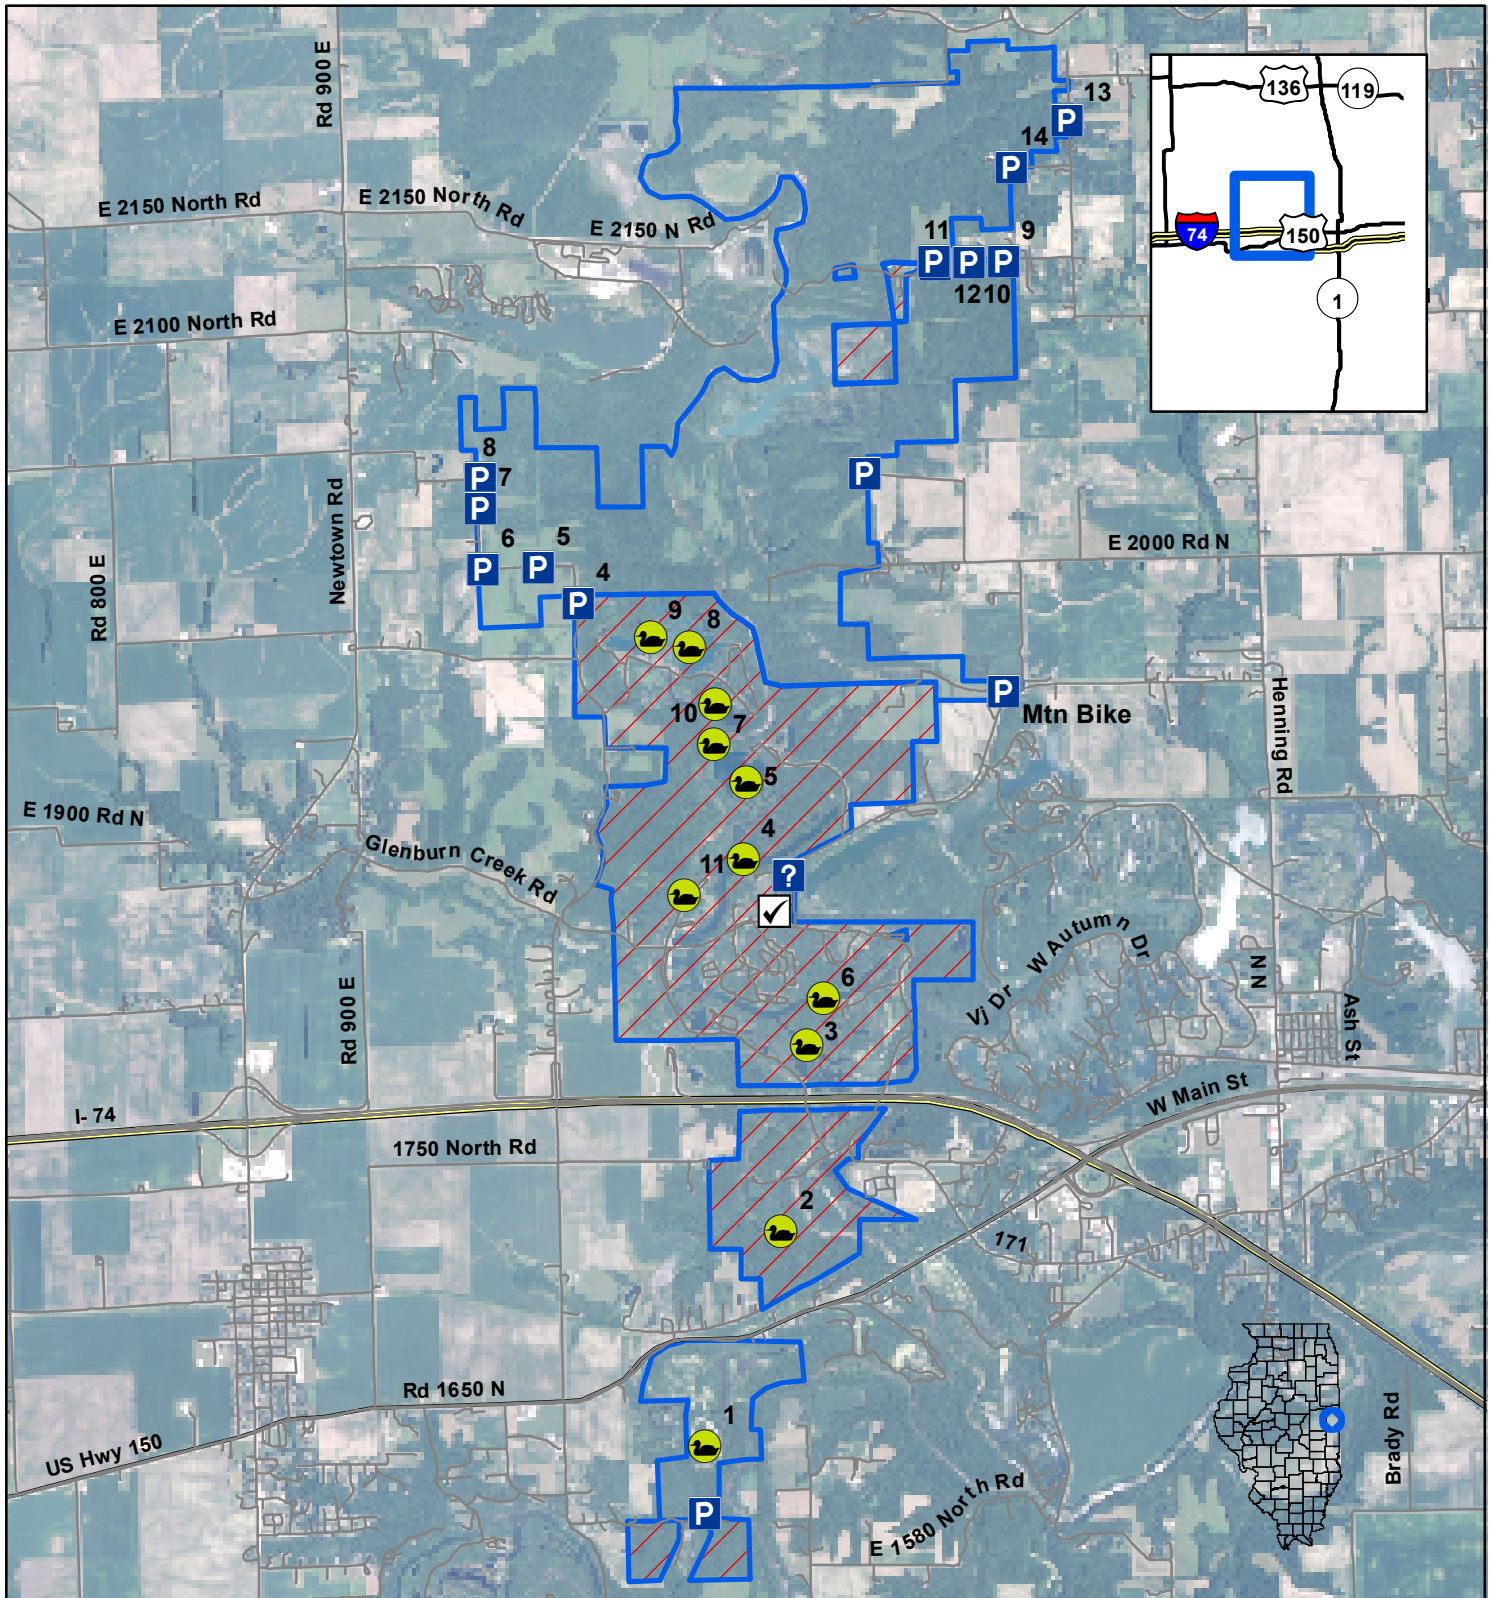 Rd 900 E
13
136
119
14
E 2150 North Rd
E 2150 North Rd
E 2150 N Rd
P
P
11
9
74
150
P
P
P
12
10
1
E 2100 North Rd
8
P
7
P
P
Newtown Rd
6
5
P
P
E 2000 Rd N
Rd 800 E
4
P
9
8
P
Mtn Bike
Henning Rd
10
7
5
E 1900 Rd N
4
Glenburn Creek Rd
11
?
W Autumn Dr
N N
6
Vj Dr
Ash St
Rd 900 E
3
I- 74
W Main St
1750 North Rd
2
171
Rd 1650 N
1
Brady Rd
US Hwy 150
P
E 1580 North Rd